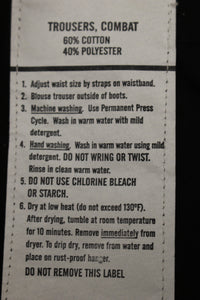 TROUSERS, COMBAT
60% COTTON
40% POLYESTER
1. Adjust waist size by straps on waistband.
2. Blouse trouser outside of boots.
3. Machine washing. Use Permanent Press
Cycle. Wash in warm water with mild
detergent.
4. Hand washing. Wash in warm water using mild
detergent. DO NOT WRING OR TWIST.
Rinse in clean warm water.
5. DO NOT USE CHLORINE BLEACH
OR STARCH.
6. Dry at low heat (do not exceed 130°F).
After drying, tumble at room temperature
for 10 minutes. Remove immediately from
dryer. To drip dry, remove from water and
place on rust-proof hanger.
DO NOT REMOVE THIS LABEL